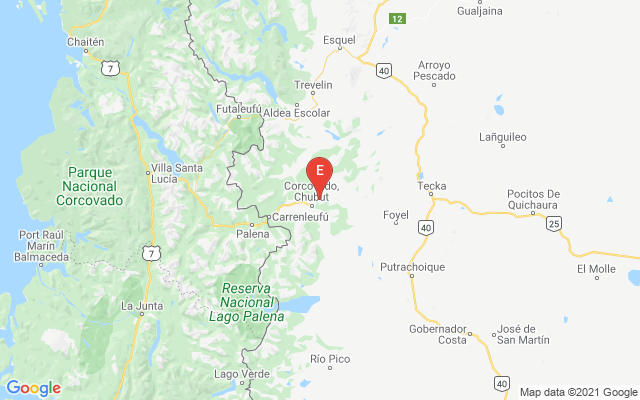 Gualjaina
12
Chaitén
Esquel
7
40
Arroyo
Pescado
Trevelin
Futaleufú
Aldea Escolar
Lañguileo
Parque
Nacional
Corcovado
Villa Santa
Lucía
E
Corcovado,
Chubut
Tecka
Pocitos De
Quichaura
Carrenleufú
Gofel
Palena
40
25
Port Raúl
Marín
Balmaceda
7
Putrachoique
El Molle
Reserva
Nacional
Lago Palena
La Junta
Gobernador
Costa
José de
San Martín
Río Pico
Lago Verde
40
Google
Map data ©2021 Google